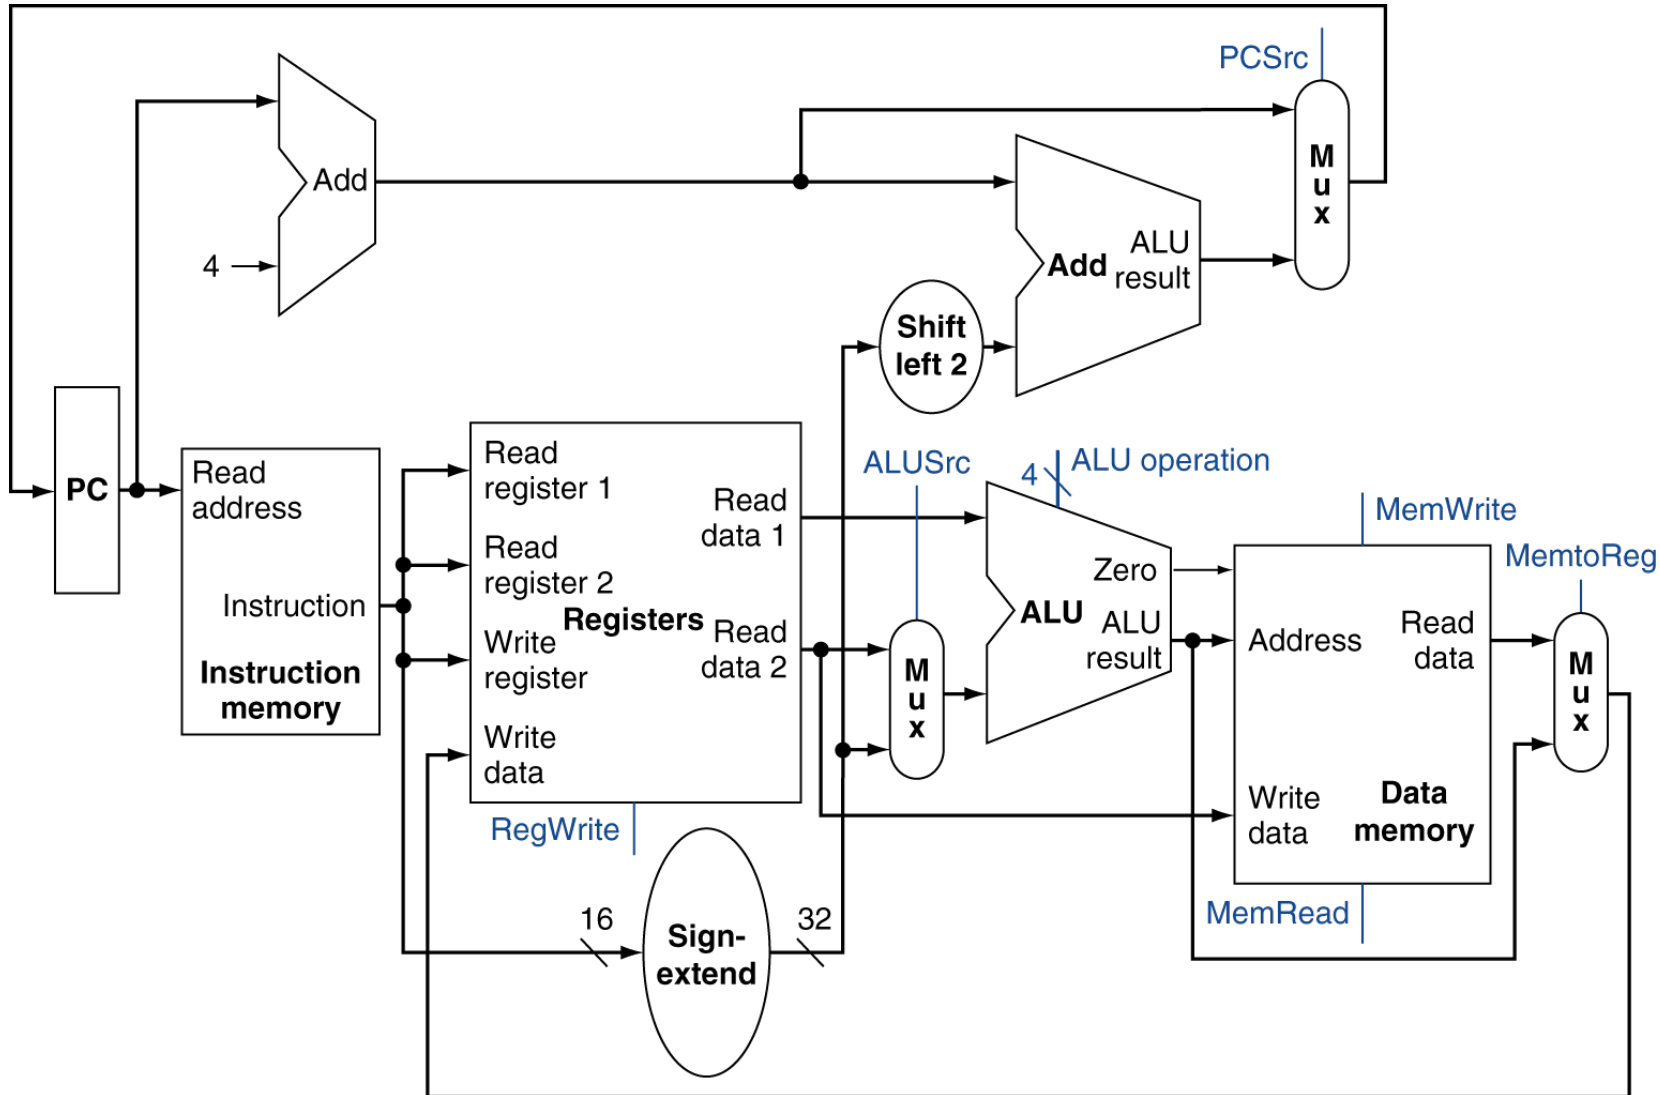 PCSrc
Add
4
M
u
x
Add
ALU
result
Shift
left 2
PC
Read
address
Instruction
Instruction
memory
Read
register 1
Read
register 2
Write
register
Write
data
Registers
Read
data 1
Read
data 2
RegWrite
16
Sign-
extend
32
ALUSrc
M
u
x
4
ALU operation
Zero
ALU
ALU
result
MemWrite
Address
Read
data
Write
data
Data
memory
MemRead
MemtoReg
M
u
x